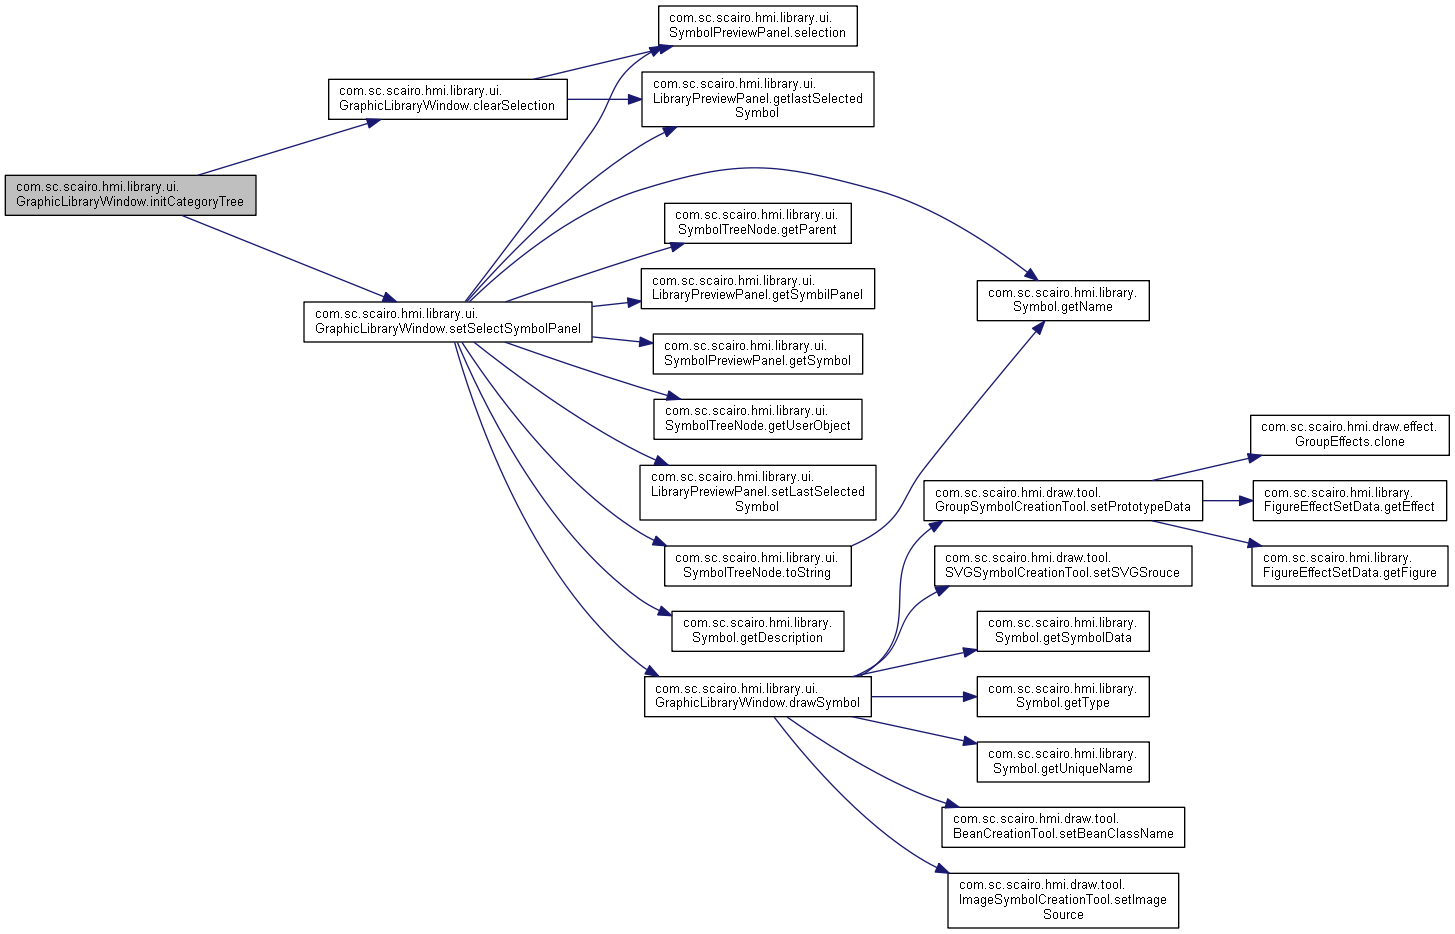 com.sc.scairo.hmi.library.ui.
SymbolPreviewPanel.selection
com.sc.scairo.hmi.library.ui.
GraphicLibraryWindow.clearSelection
com.sc.scairo.hmi.library.ui.
LibraryPreviewPanel.getlastSelected
Symbol
com.sc.scairo.hmi.library.ui.
GraphicLibraryWindow.initCategoryTree
com.sc.scairo.hmi.library.ui.
SymbolTreeNode.getParent
com.sc.scairo.hmi.library.ui.
LibraryPreviewPanel.getSymbilPanel
com.sc.scairo.hmi.library.
Symbol.getName
com.sc.scairo.hmi.library.ui.
GraphicLibraryWindow.setSelectSymbolPanel
com.sc.scairo.hmi.library.ui.
SymbolPreviewPanel.getSymbol
com.sc.scairo.hmi.library.ui.
SymbolTreeNode.getUserObject
com.sc.scairo.hmi.draw.effect.
GroupEffects.clone
com.sc.scairo.hmi.library.ui.
LibraryPreviewPanel.setLastSelected
Symbol
com.sc.scairo.hmi.draw.tool.
GroupSymbolCreationTool.setPrototypeData
com.sc.scairo.hmi.library.
FigureEffectSetData.getEffect
com.sc.scairo.hmi.library.ui.
SymbolTreeNode.toString
com.sc.scairo.hmi.draw.tool.
SVGSymbolCreationTool.setSVGSrouce
com.sc.scairo.hmi.library.
FigureEffectSetData.getFigure
com.sc.scairo.hmi.library.
Symbol.getDescription
com.sc.scairo.hmi.library.
Symbol.getSymbolData
com.sc.scairo.hmi.library.ui.
GraphicLibraryWindow.drawSymbol
com.sc.scairo.hmi.library.
Symbol.getType
com.sc.scairo.hmi.library.
Symbol.getUniqueName
com.sc.scairo.hmi.draw.tool.
BeanCreationTool.setBeanClassName
com.sc.scairo.hmi.draw.tool.
ImageSymbolCreationTool.setImage
Source